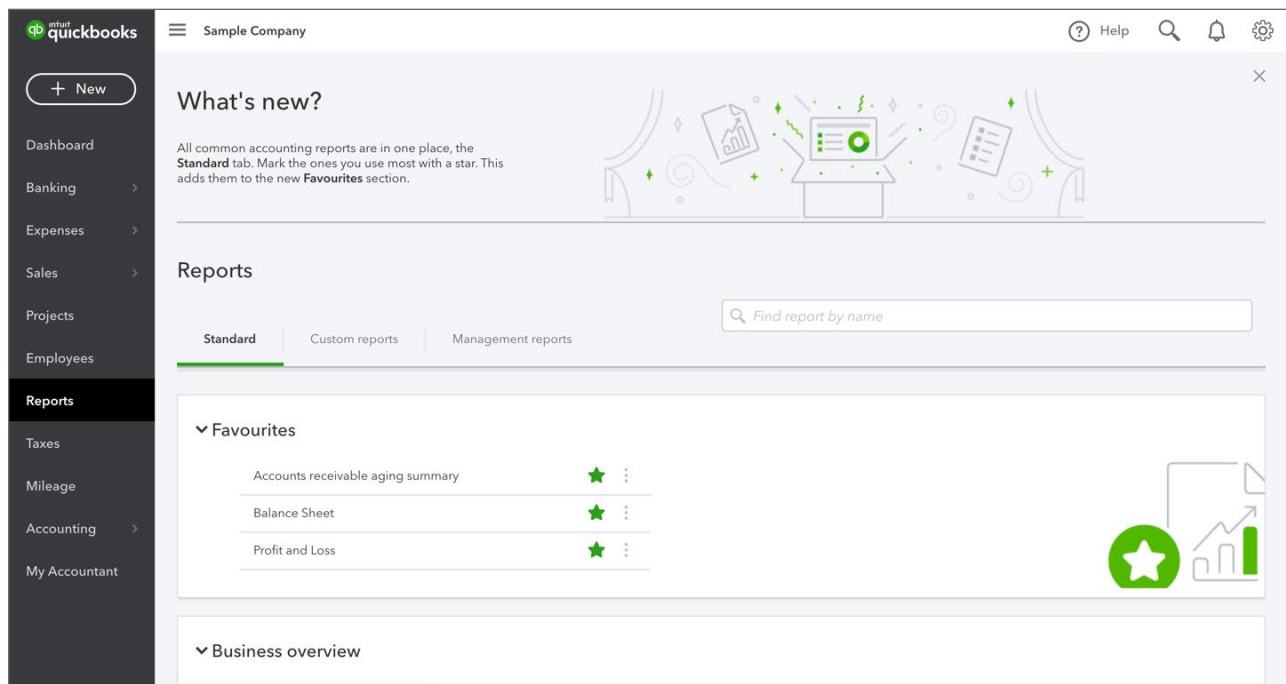 intuit
qb quickbooks
Sample Company
? Help
+ New
Dashboard
Banking
Expenses
Sales
Projects
Employees
Reports
Taxes
Mileage
Accounting
My Accountant
What's new?
All common accounting reports are in one place, the
Standard tab. Mark the ones you use most with a star. This
adds them to the new Favourites section.
Reports
Find report by name
Standard
Custom reports
Management reports
Favourites
Accounts receivable aging summary
Balance Sheet
Profit and Loss
Business overview